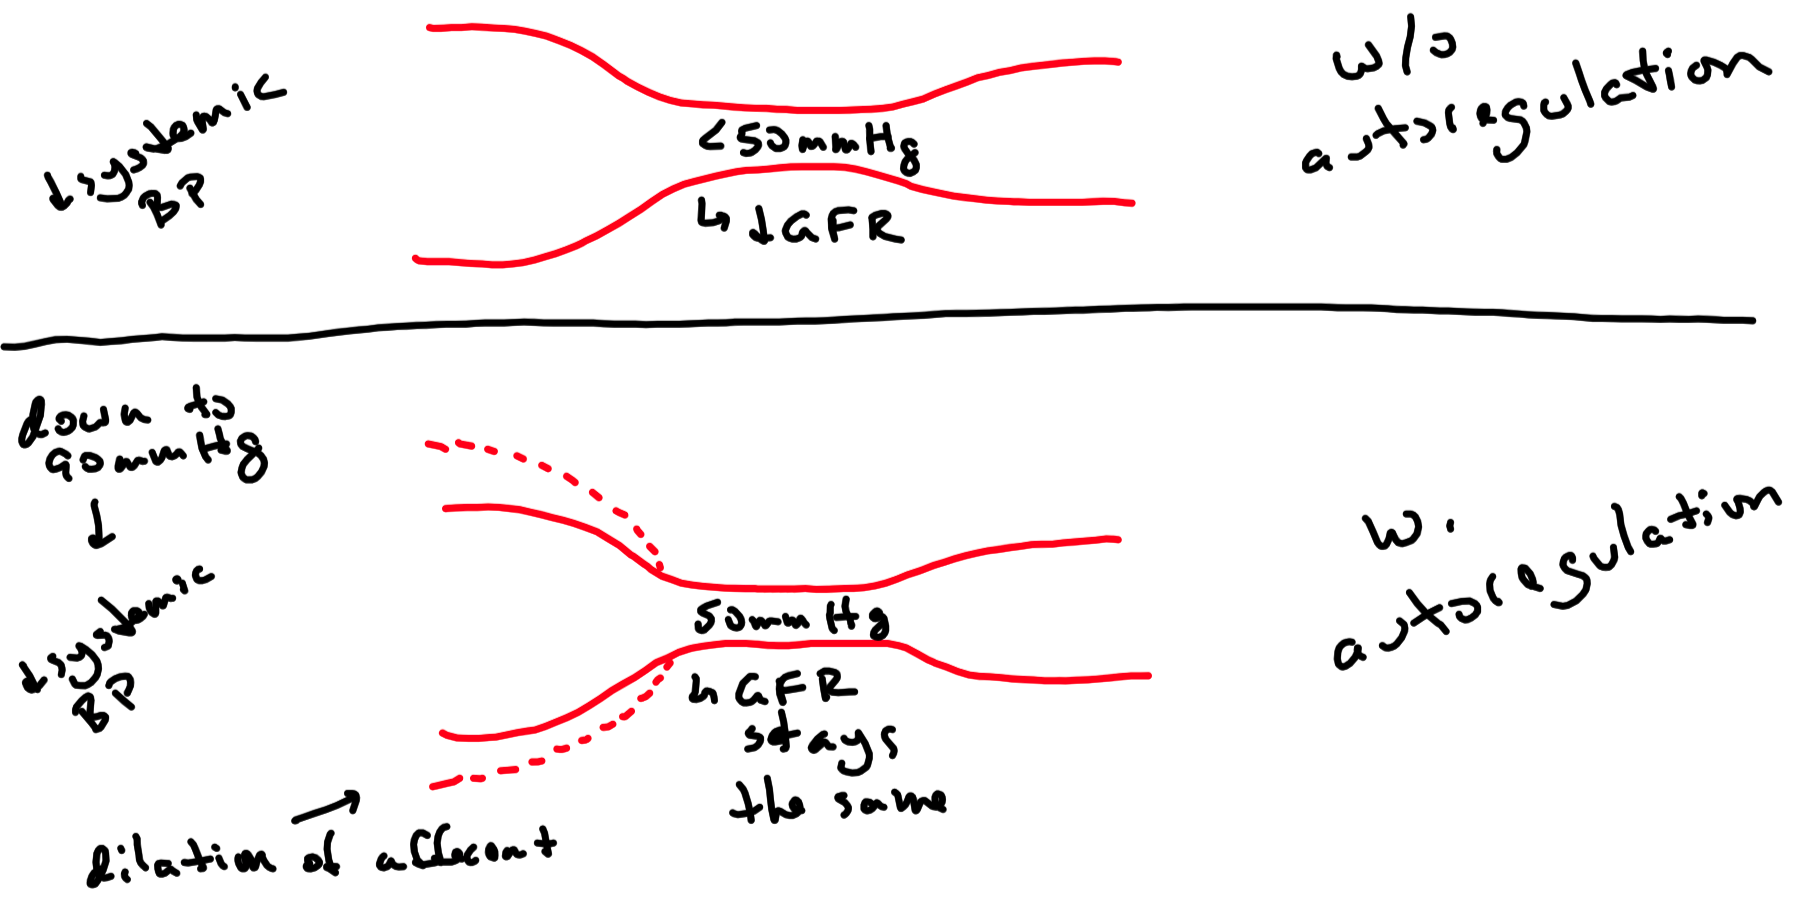 ↓systemic
BP
<50mmHg
↳ ↓GFR
w/o
autoregulation
down to
90mmHg
↓
↓systemic
BP
50mmHg
↳ GFR
stays
the same
→
dilation of afferent
w.
autoregulation